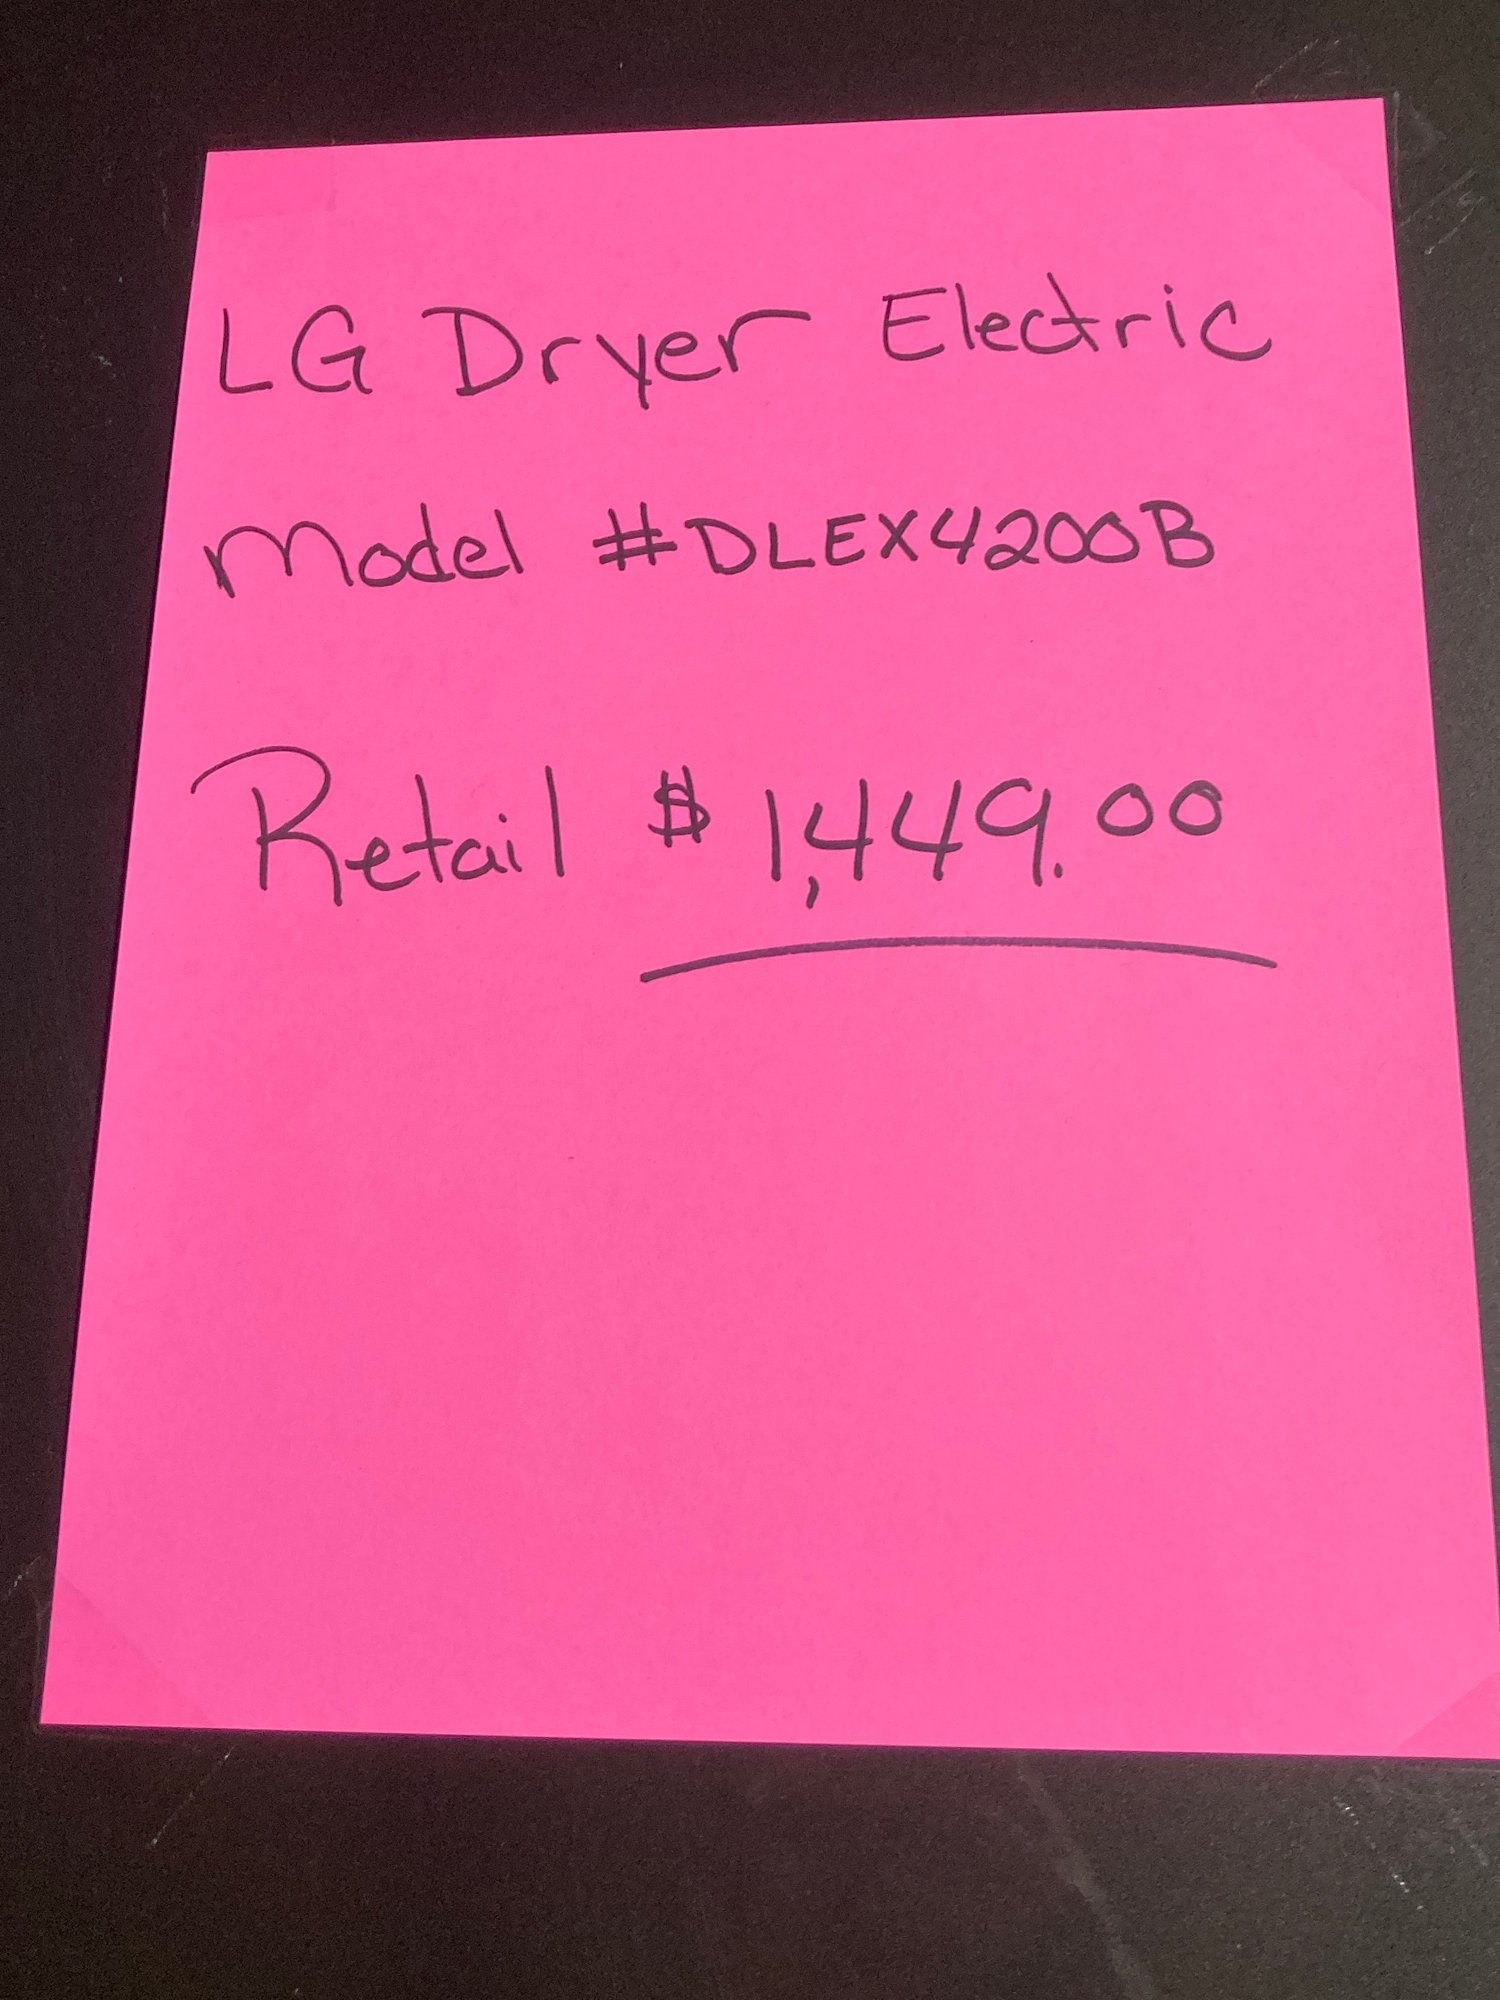 LG Dryer Electric
Model #DLEX4200B
Retail $1,449.00